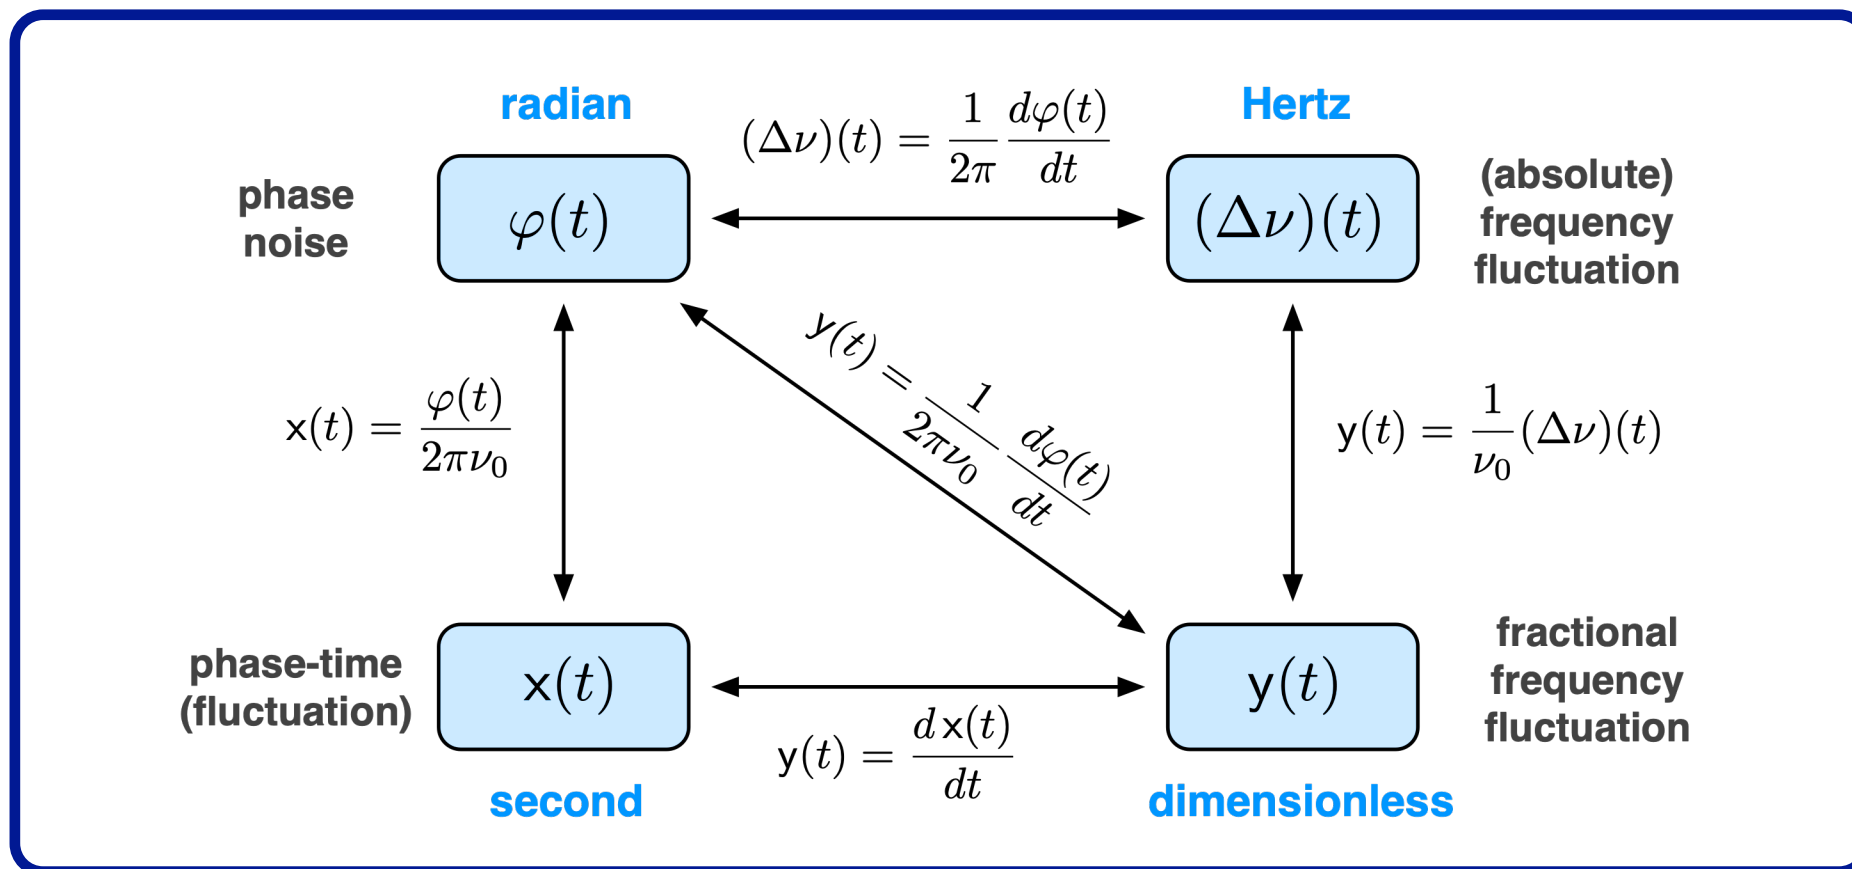 radian
Hertz
(Δν)(t) = 1/2π dφ(t)/dt
phase
noise
φ(t)
(Δν)(t)
(absolute)
frequency
fluctuation
x(t) = φ(t)/2πν₀
y(t) = 1/2πν₀ dφ(t)/dt
y(t) = 1/ν₀ (Δν)(t)
phase-time
(fluctuation)
x(t)
y(t)
fractional
frequency
fluctuation
y(t) = d x(t)/dt
second
dimensionless